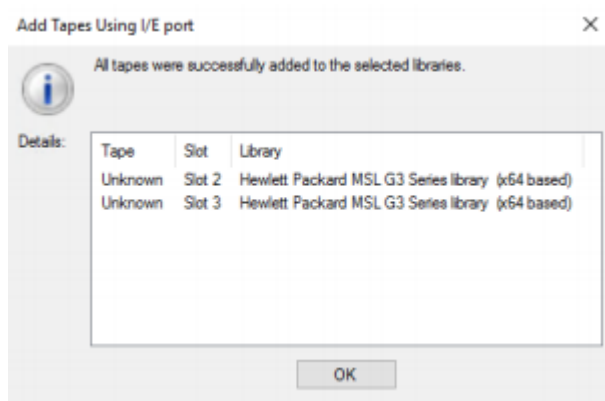 Add Tapes Using I/E port
All tapes were successfully added to the selected libraries.
Details:
Tape Slot Library
Unknown Slot 2 Hewlett Packard MSL G3 Series library (x64 based)
Unknown Slot 3 Hewlett Packard MSL G3 Series library (x64 based)
OK